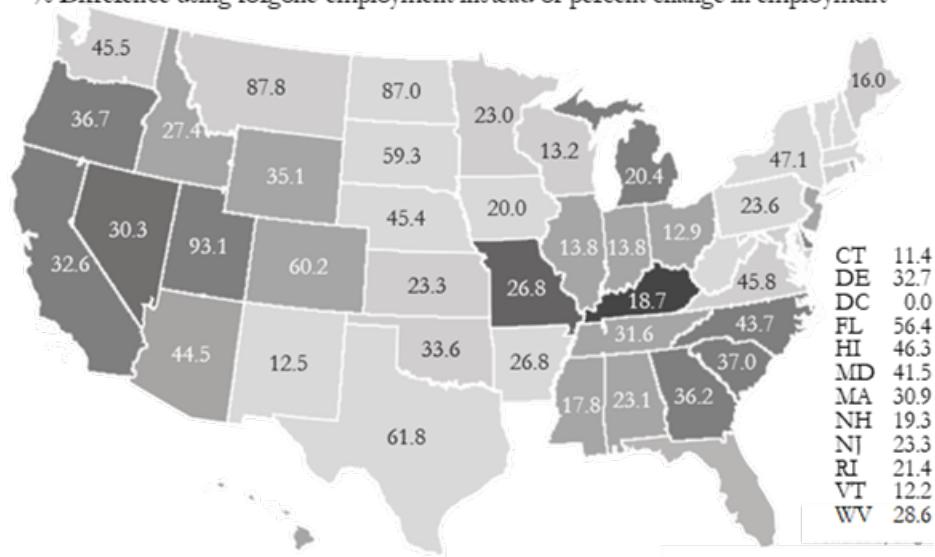 % Difference using forgone employment instead of percent change in employment
45.5
87.8
87.0
23.0
16.0
36.7
27.4
13.2
59.3
47.1
35.1
20.4
45.4
20.0
23.6
30.3
93.1
60.2
13.8
13.8
12.9
32.6
23.3
26.8
45.8
18.7
44.5
12.5
33.6
26.8
31.6
43.7
37.0
17.8
23.1
36.2
61.8
CT 11.4
DE 32.7
DC 0.0
FL 56.4
HI 46.3
MD 41.5
MA 30.9
NH 19.3
NJ 23.3
RI 21.4
VT 12.2
WV 28.6